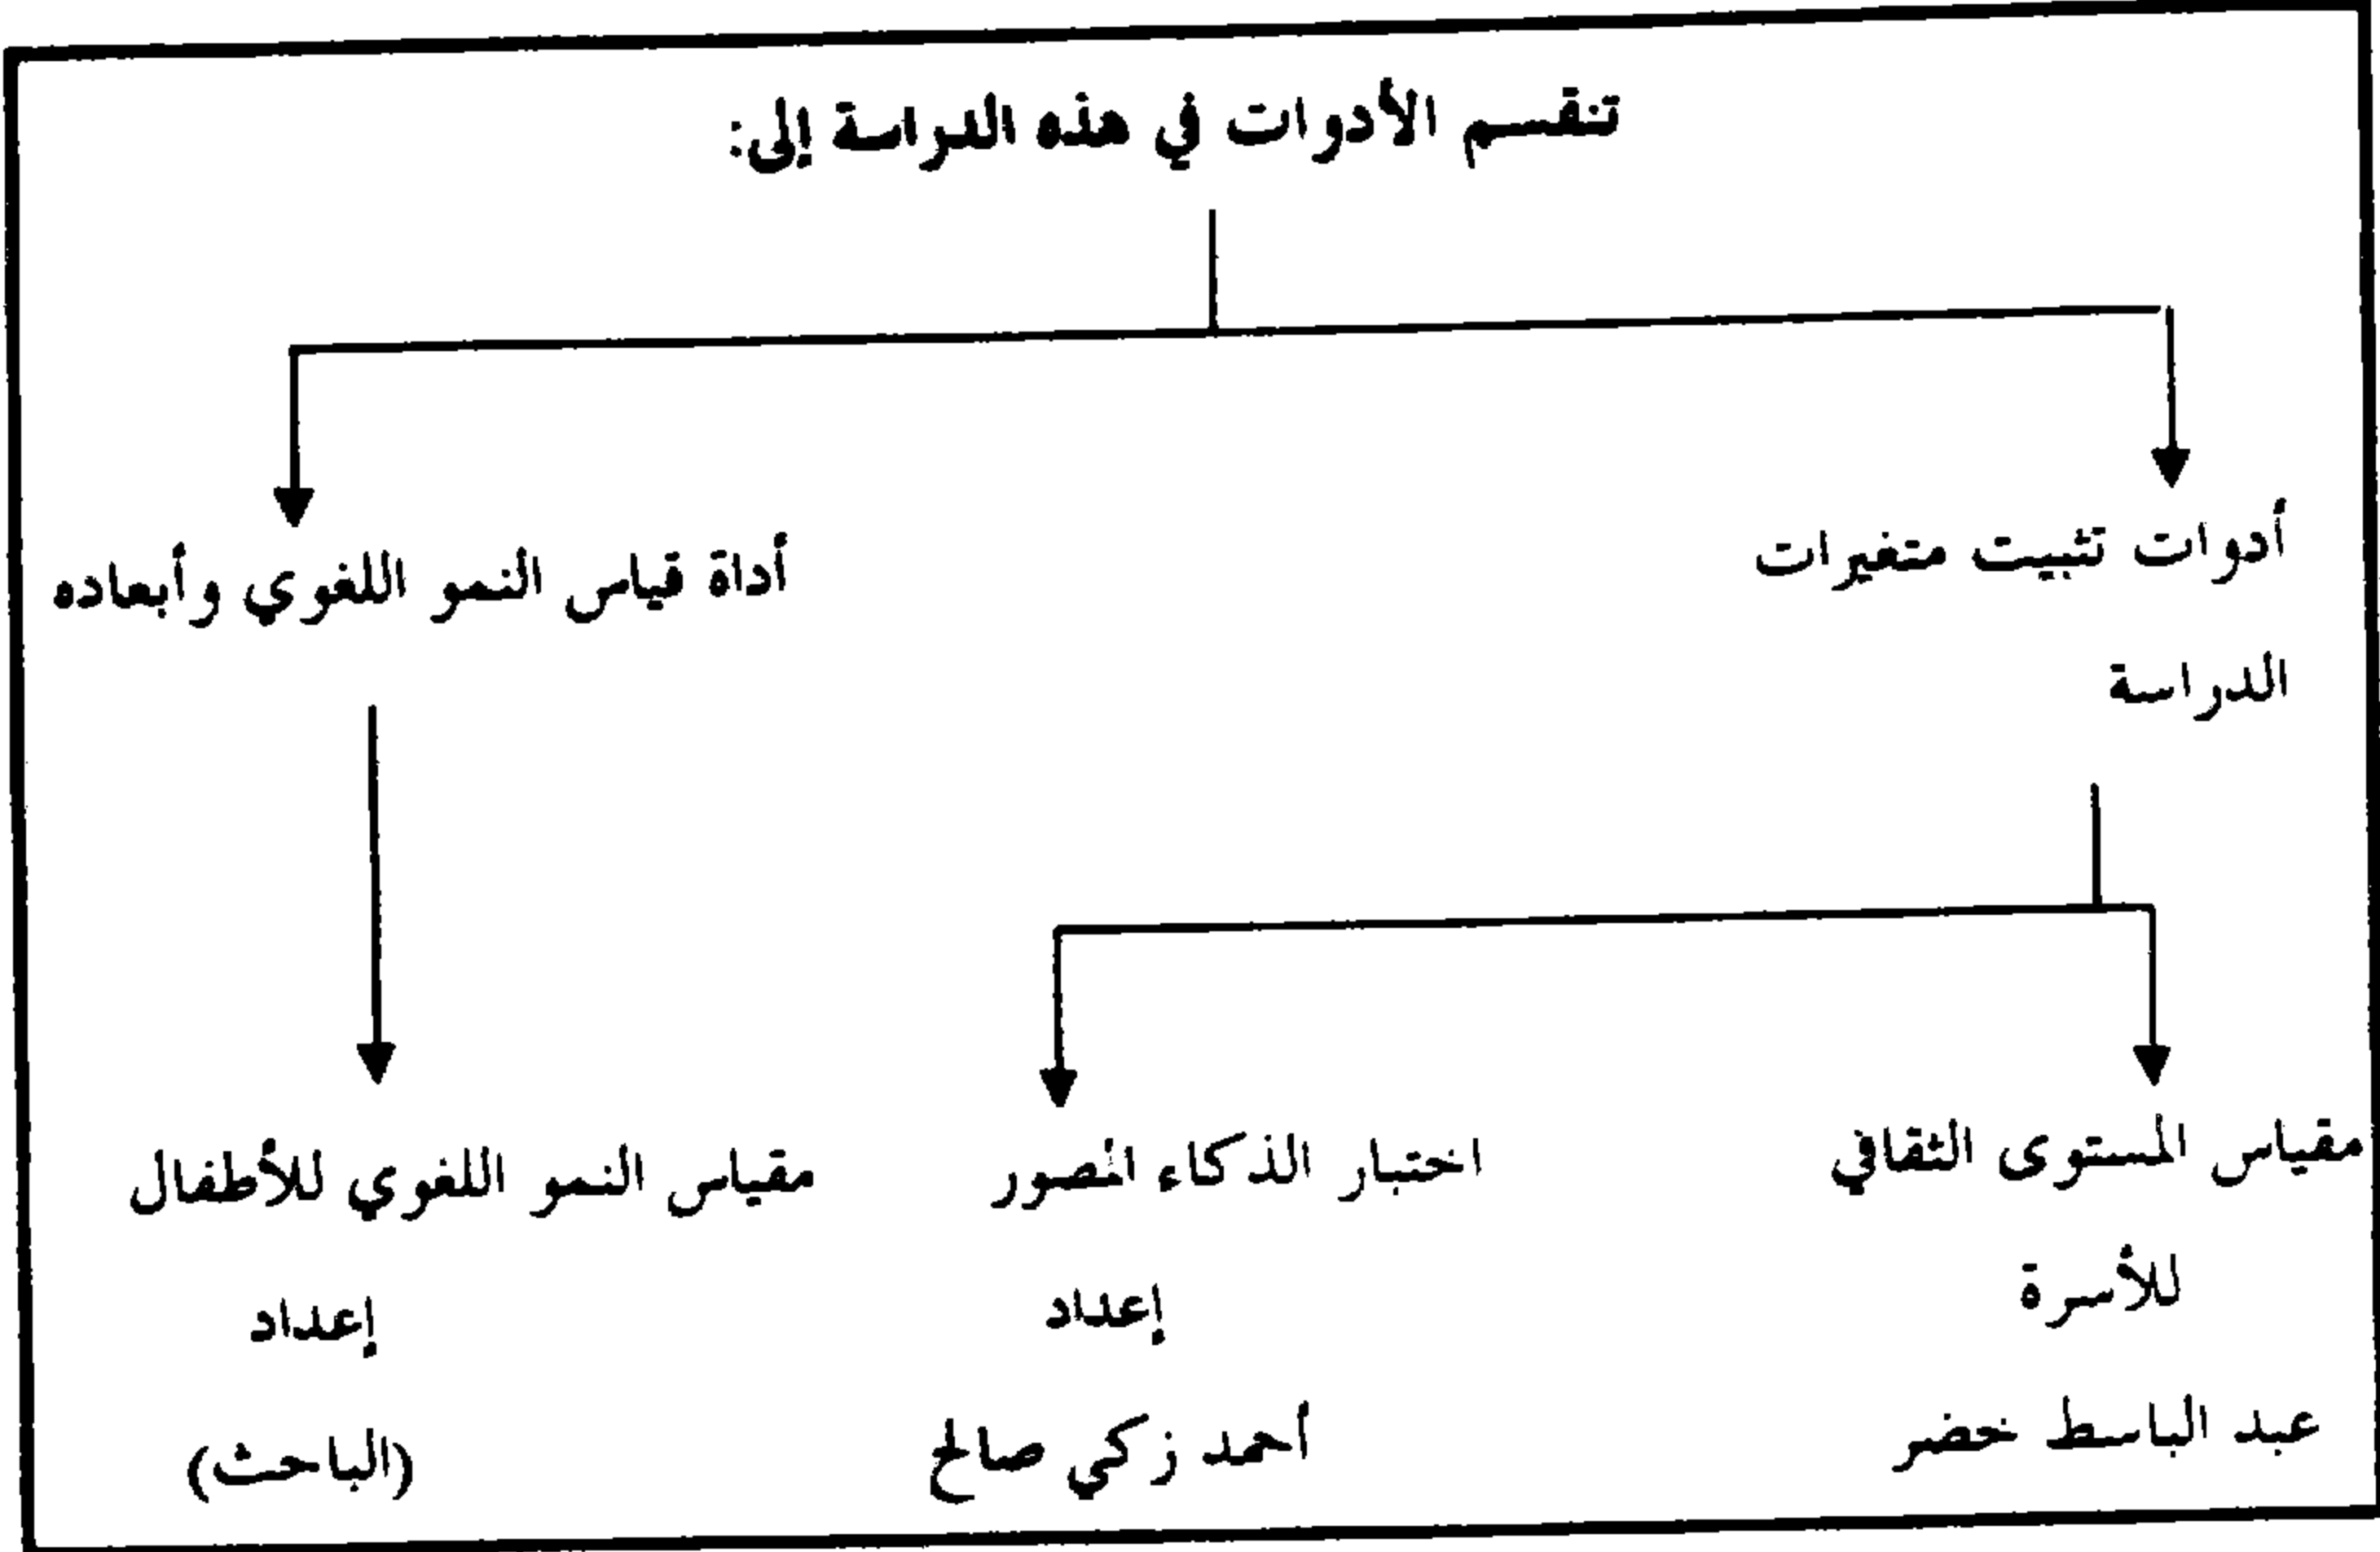 تنقسم الأدوات في هذه الدراسة إلى:
أدوات تثبيت متغيرات
الدراسة
أداة قياس النمو اللغوي وأبعاده
مقياس المستوى الثقافي
للأسرة
عبد الباسط خضر
اختبار الذكاء المصور
إعداد
أحمد زكي صالح
مقياس النمو اللغوي للأطفال
إعداد
(الباحث)